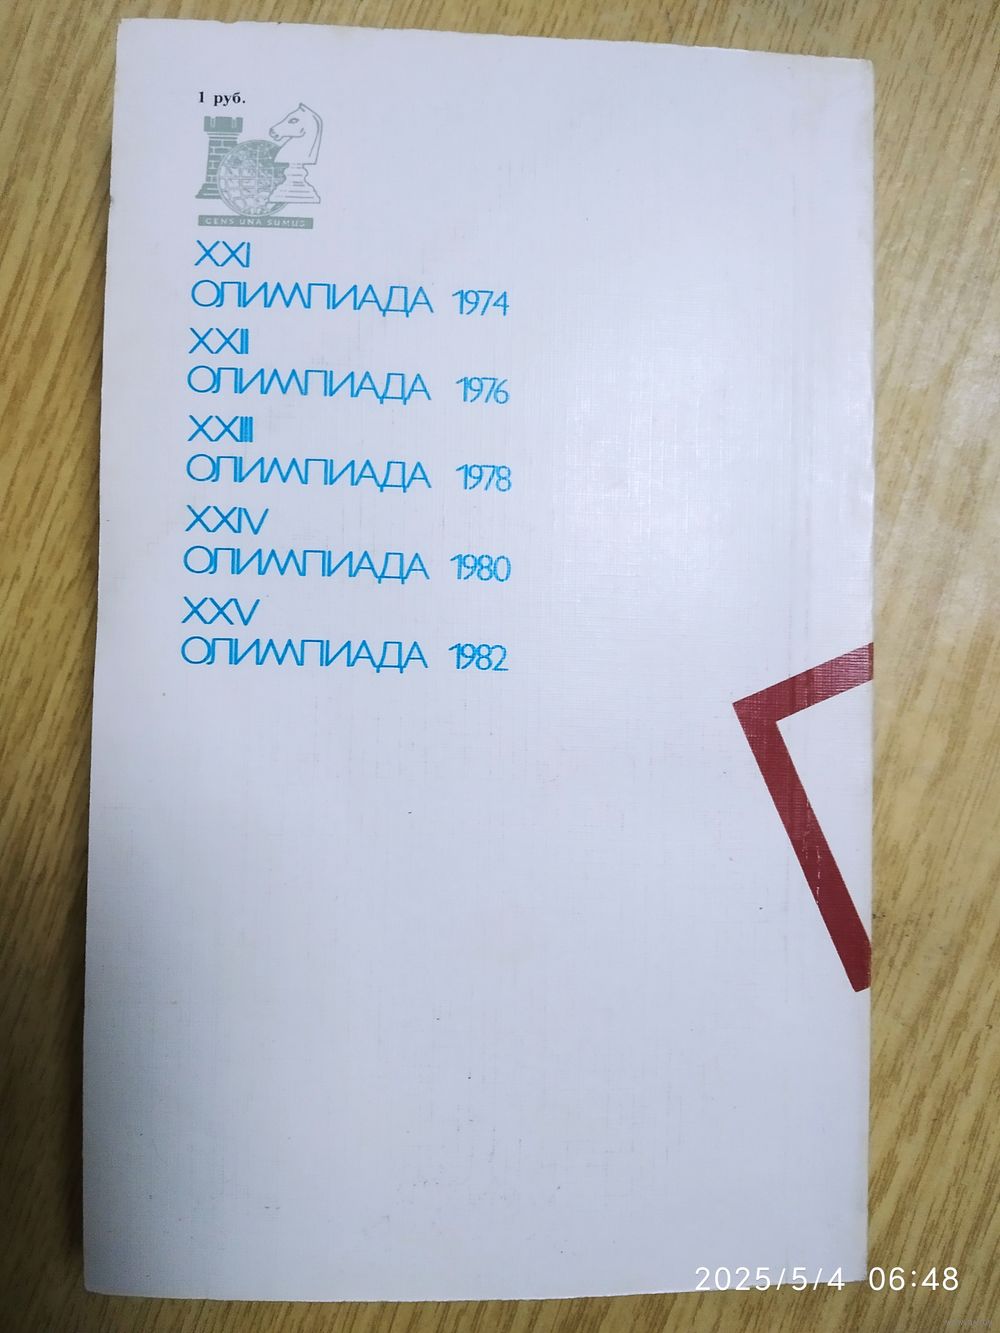 1 руб.
GENS UNA SUMUS
XXI
ОЛИМПИАДА 1974
XXII
ОЛИМПИАДА 1976
XXIII
ОЛИМПИАДА 1978
XXIV
ОЛИМПИАДА 1980
XXV
ОЛИМПИАДА 1982
2025/5/4 06:48